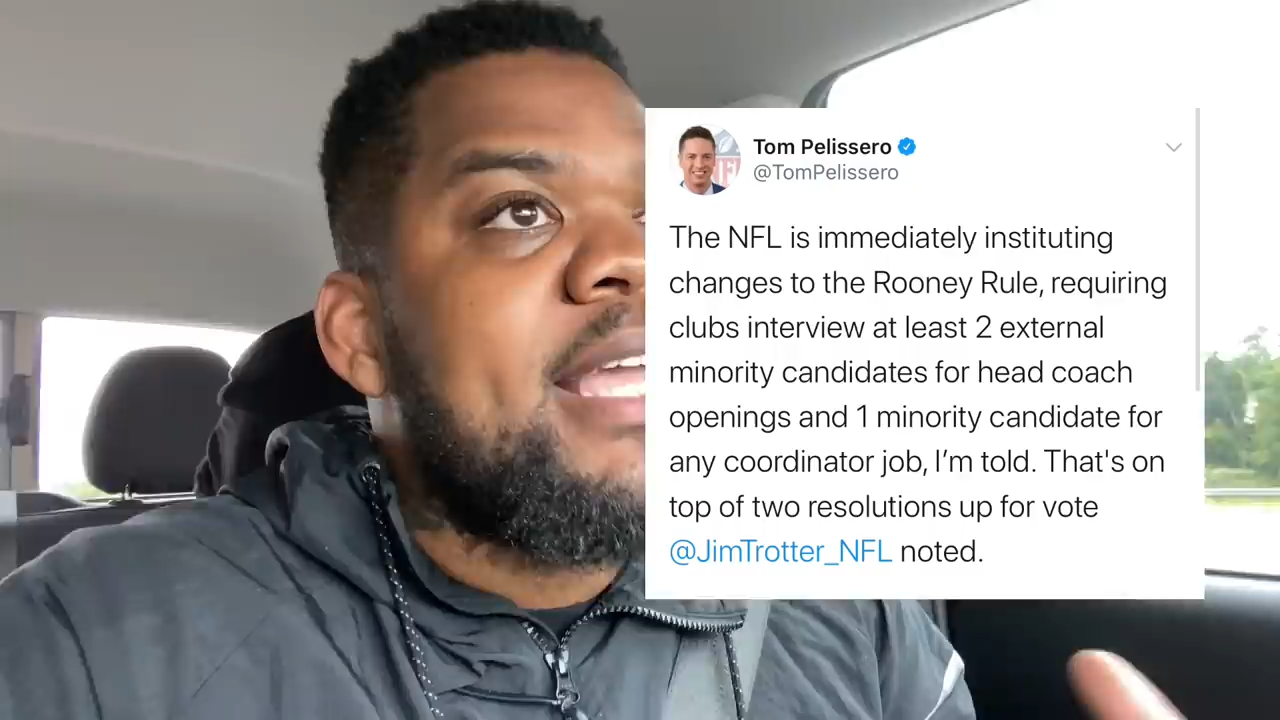 Tom Pelissero
@TomPelissero
The NFL is immediately instituting
changes to the Rooney Rule, requiring
clubs interview at least 2 external
minority candidates for head coach
openings and 1 minority candidate for
any coordinator job, I’m told. That's on
top of two resolutions up for vote
@JimTrotter_NFL noted.